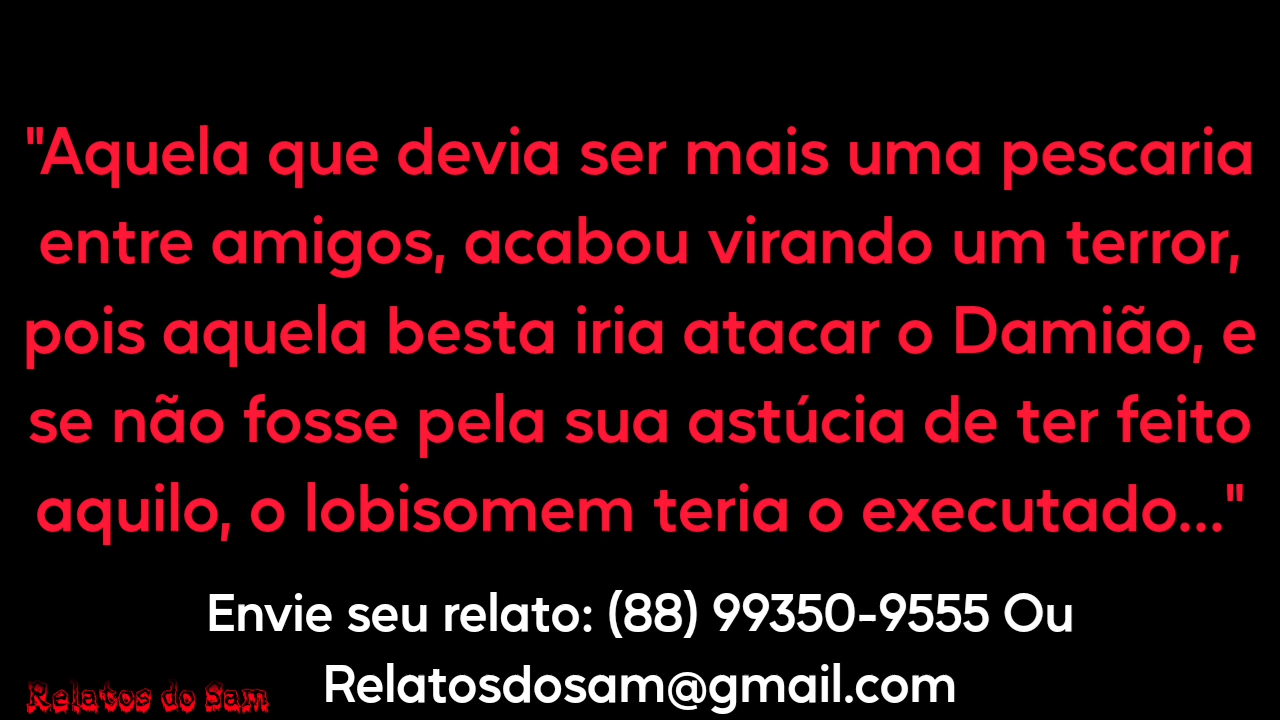 "Aquela que devia ser mais uma pescaria
entre amigos, acabou virando um terror,
pois aquela besta iria atacar o Damião, e
se não fosse pela sua astúcia de ter feito
aquilo, o lobisomem teria o executado..."
Envie seu relato: (88) 99350-9555 Ou
Relatosdosam@gmail.com
Relatos do Sam